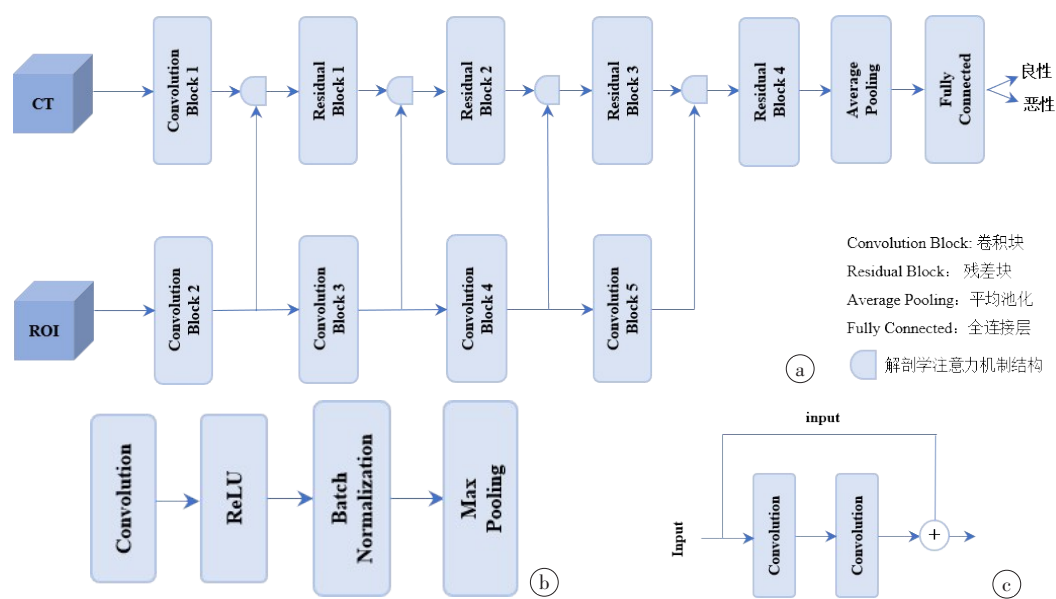 CT
Convolution
Block 1
Residual
Block 1
Residual
Block 2
Residual
Block 3
Residual
Block 4
Average
Pooling
Fully
Connected
良性
恶性
ROI
Convolution
Block 2
Convolution
Block 3
Convolution
Block 4
Convolution
Block 5
Convolution Block: 卷积块
Residual Block： 残差块
Average Pooling：平均池化
Fully Connected：全连接层
解剖学注意力机制结构
a
Convolution
ReLU
Batch
Normalization
Max
Pooling
b
input
Input
Convolution
Convolution
+
c